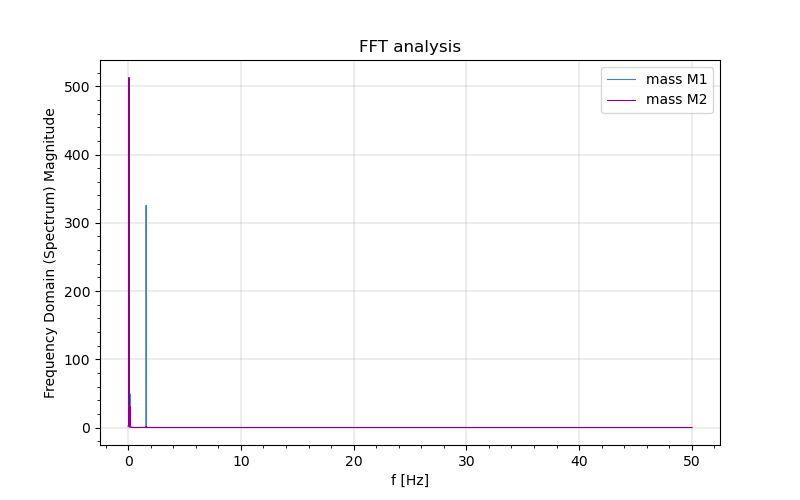 FFT analysis
mass M1
mass M2
Frequency Domain (Spectrum) Magnitude
500
400
300
200
100
0
0 10 20 30 40 50
f [Hz]